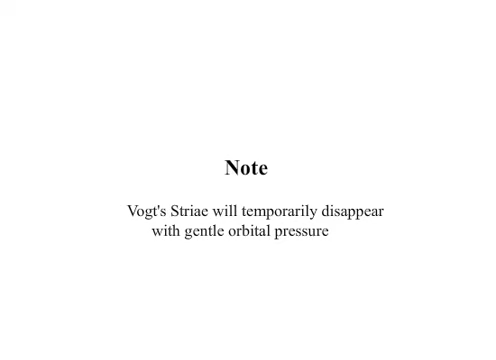 Note
Vogt's Striae will temporarily disappear
with gentle orbital pressure